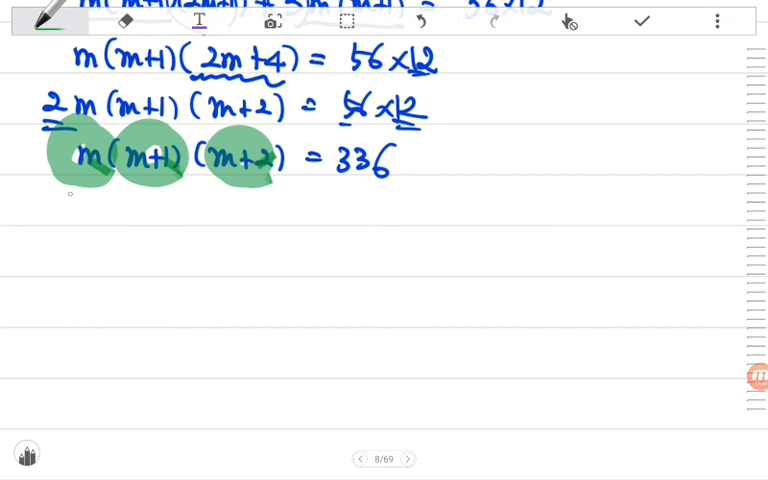 m(m+1)(2m+4) = 56×12
2m(m+1)(m+2) = 56×12
m(m+1)(m+2) = 336
8/69